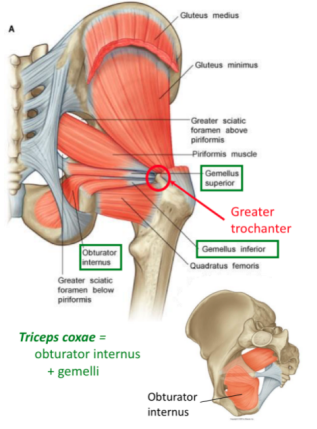 A
Gluteus medius
Gluteus minimus
Greater sciatic
foramen above
piriformis
Piriformis muscle
Gemellus
superior
Greater
trochanter
Gemellus inferior
Obturator
internus
Quadratus femoris
Greater sciatic
foramen below
piriformis
Triceps coxae =
obturator internus
+ gemelli
Obturator
internus